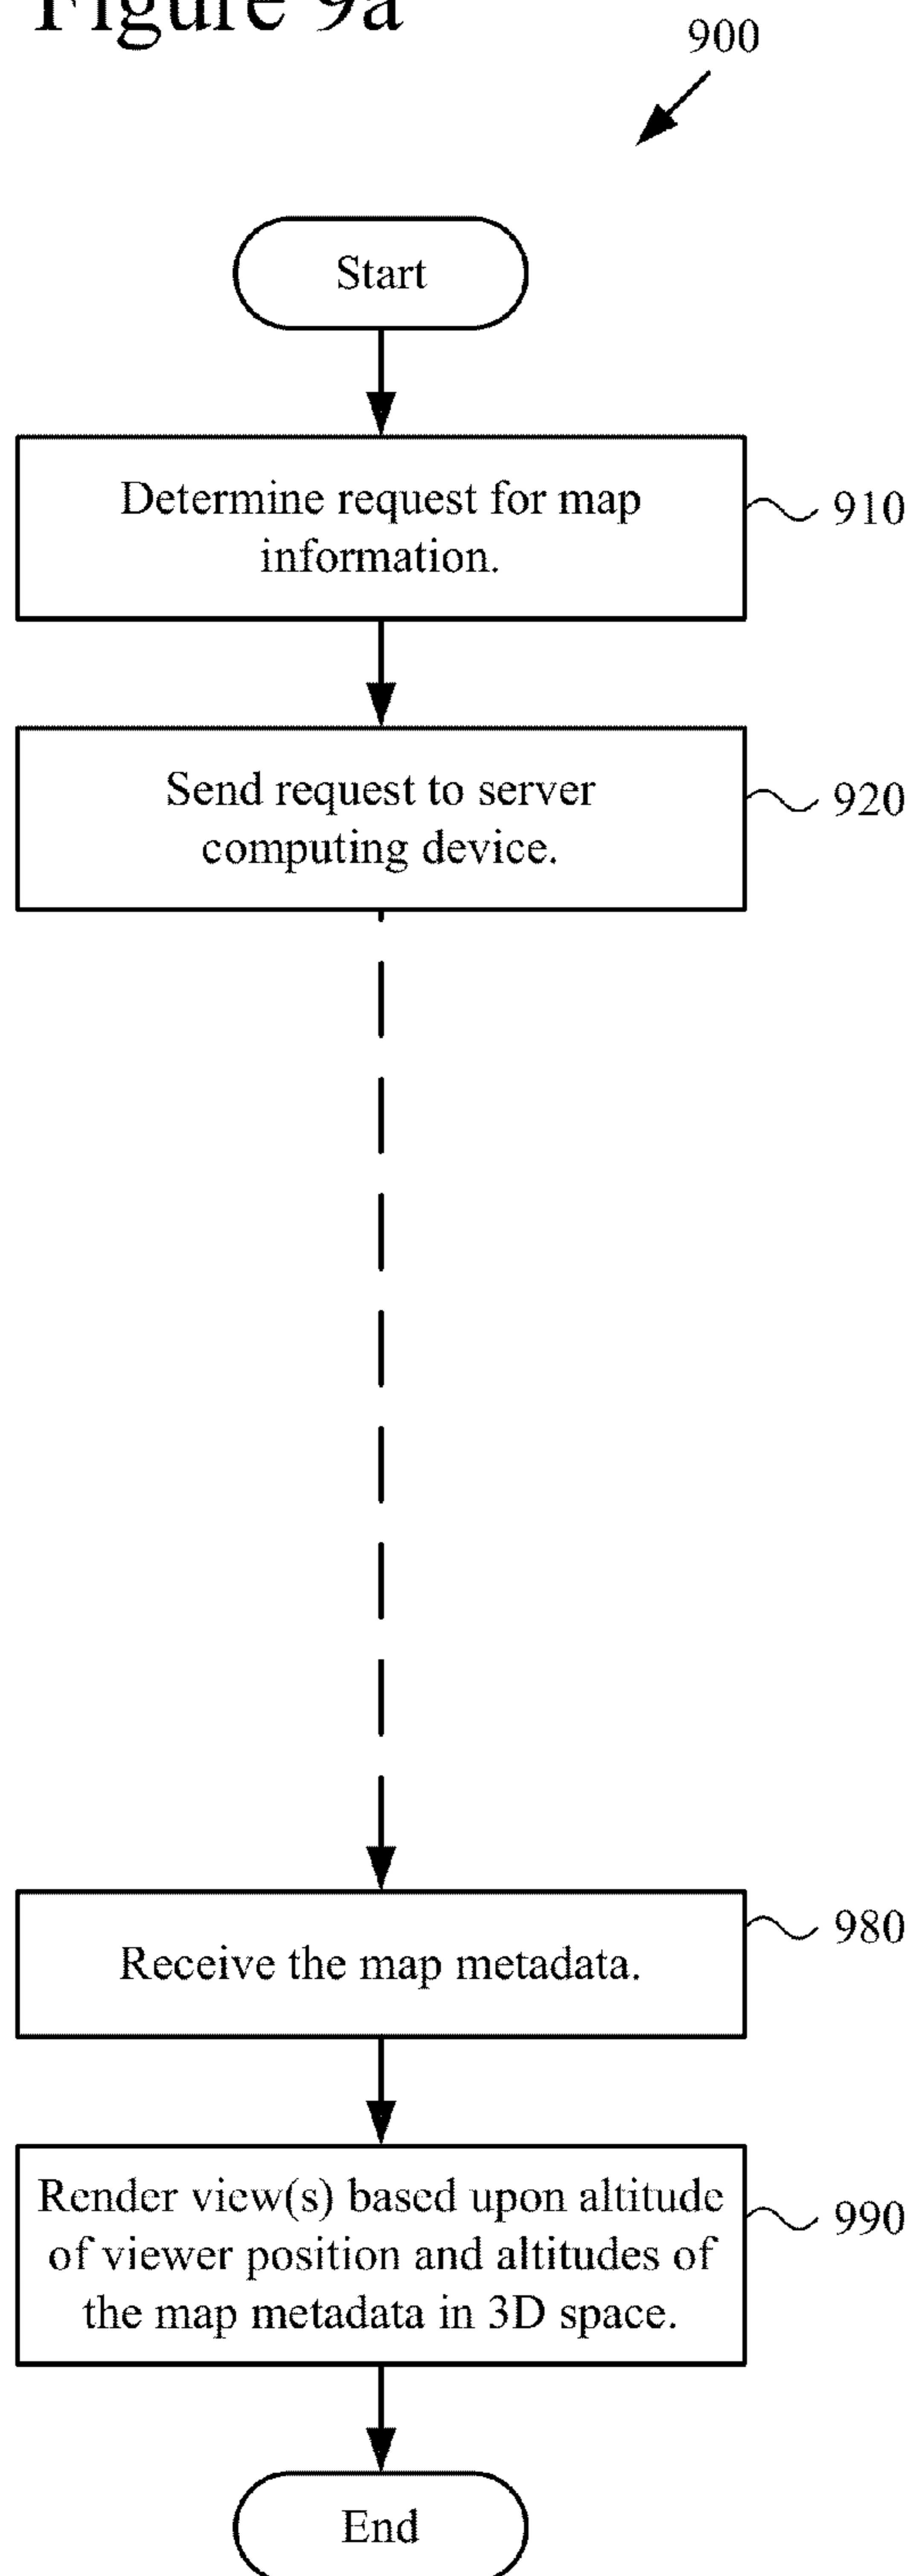 Figure 9a
900
Start
Determine request for map
information.
910
Send request to server
computing device.
920
Receive the map metadata.
980
Render view(s) based upon altitude
of viewer position and altitudes of
the map metadata in 3D space.
990
End